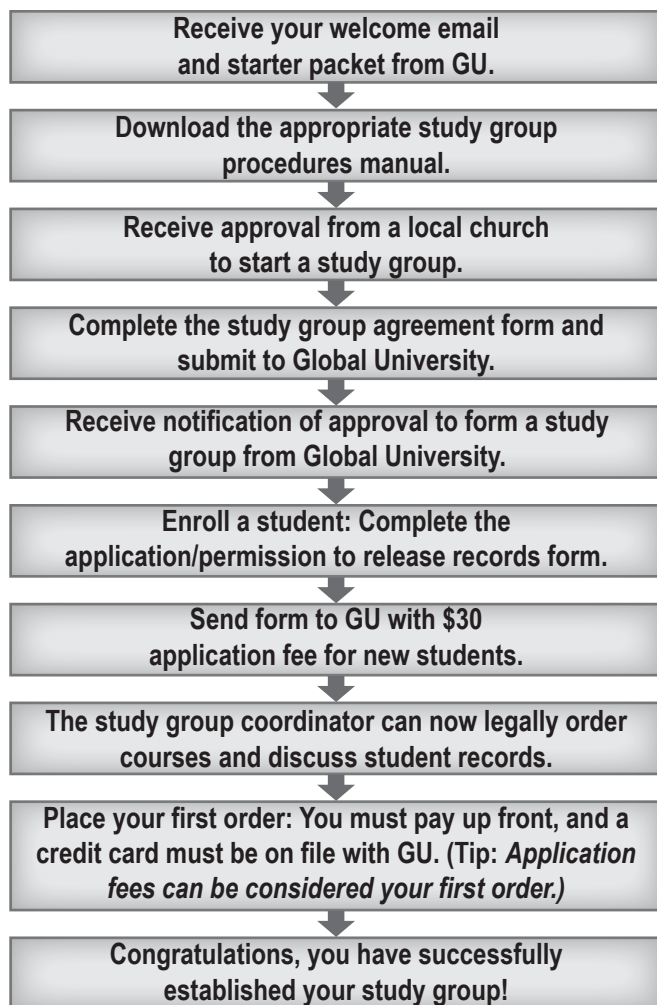 Receive your welcome email
and starter packet from GU.
Download the appropriate study group
procedures manual.
Receive approval from a local church
to start a study group.
Complete the study group agreement form and
submit to Global University.
Receive notification of approval to form a study
group from Global University.
Enroll a student: Complete the
application/permission to release records form.
Send form to GU with $30
application fee for new students.
The study group coordinator can now legally order
courses and discuss student records.
Place your first order: You must pay up front, and a
credit card must be on file with GU. (Tip: Application
fees can be considered your first order.)
Congratulations, you have successfully
established your study group!